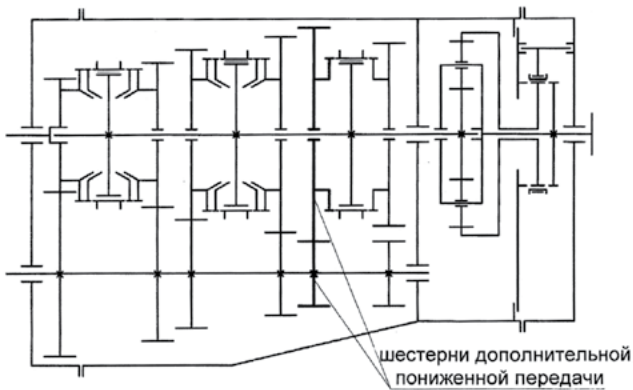 шестерни дополнительной
пониженной передачи